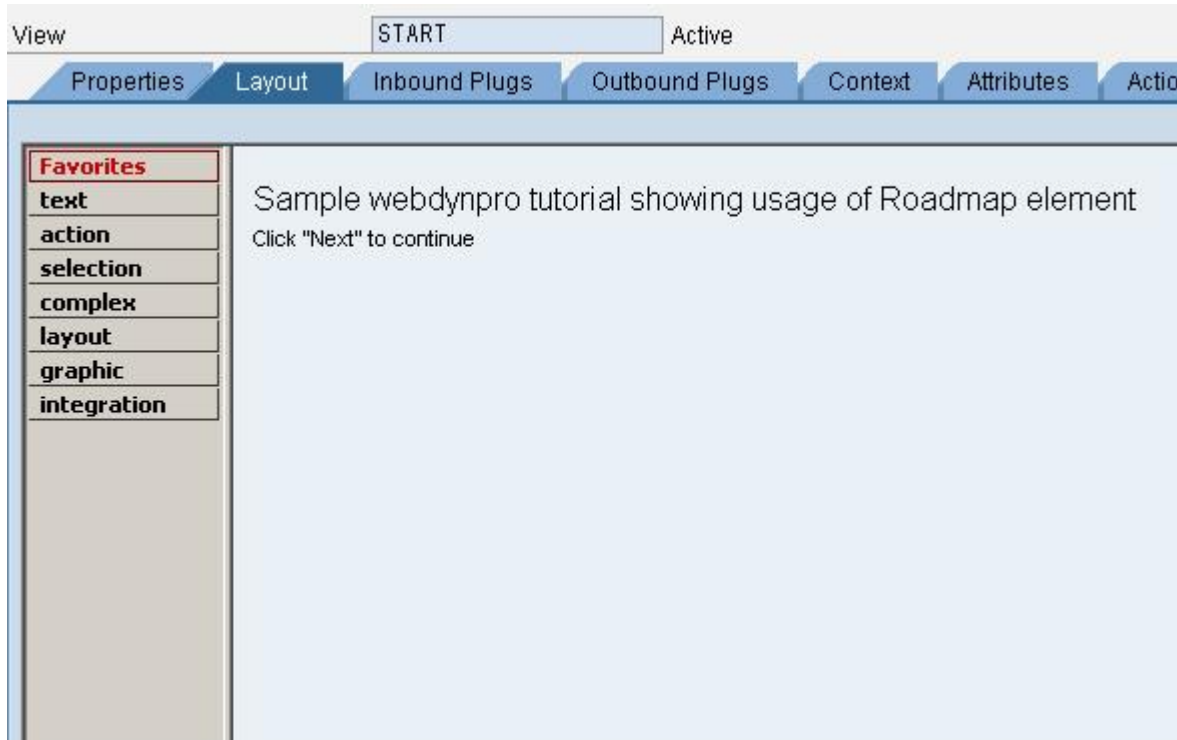 View START Active
Properties Layout Inbound Plugs Outbound Plugs Context Attributes
Favorites
text
action
selection
complex
layout
graphic
integration
Sample webdynpro tutorial showing usage of Roadmap element
Click "Next" to continue